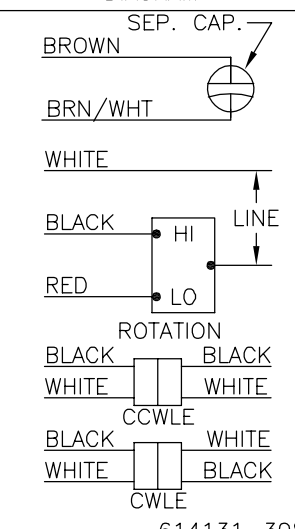 SEP. CAP.
BROWN
BRN/WHT
WHITE
LINE
BLACK
HI
RED
LO
ROTATION
BLACK BLACK
WHITE WHITE
CCWLE
BLACK WHITE
WHITE BLACK
CWLE